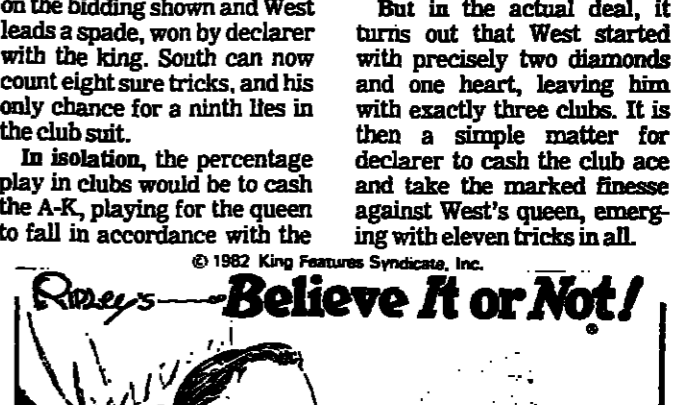 on the bidding shown and West
leads a spade, won by declarer
with the king. South can now
count eight sure tricks, and his
only chance for a ninth lies in
the club suit.
In isolation, the percentage
play in clubs would be to cash
the A-K, playing for the queen
to fall in accordance with the
But in the actual deal, it
turns out that West started
with precisely two diamonds
and one heart, leaving him
with exactly three clubs. It is
then a simple matter for
declarer to cash the club ace
and take the marked finesse
against West's queen, emerg-
ing with eleven tricks in all.
© 1982 King Features Syndicate, Inc.
Ripley's Believe It or Not!
®